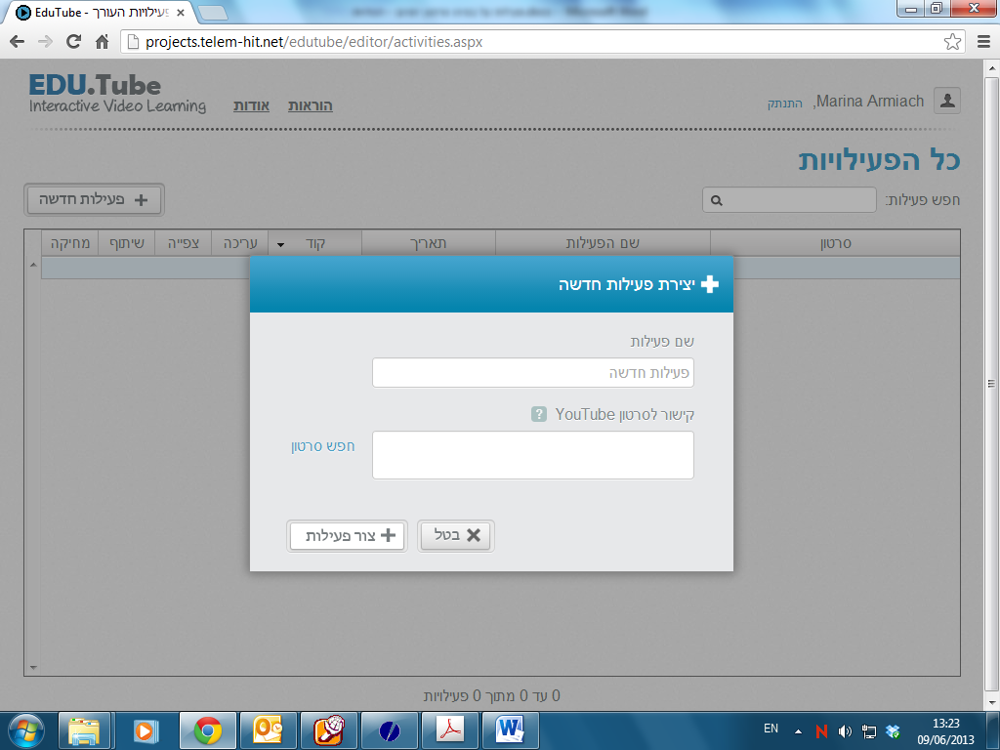 EduTube - פעילויות העורך
projects.telem-hit.net/edutube/editor/activities.aspx
EDU.Tube
Interactive Video Learning
אודות
הוראות
Marina Armiach, התנתק
כל הפעילויות
חפש פעילות:
פעילות חדשה
סרטון שם הפעילות תאריך קוד עריכה צפייה שיתוף מחיקה
יצירת פעילות חדשה
שם פעילות
פעילות חדשה
קישור לסרטון YouTube ?
חפש סרטון
בטל
צור פעילות
0 עד 0 מתוך 0 פעילויות
EN
13:23
09/06/2013